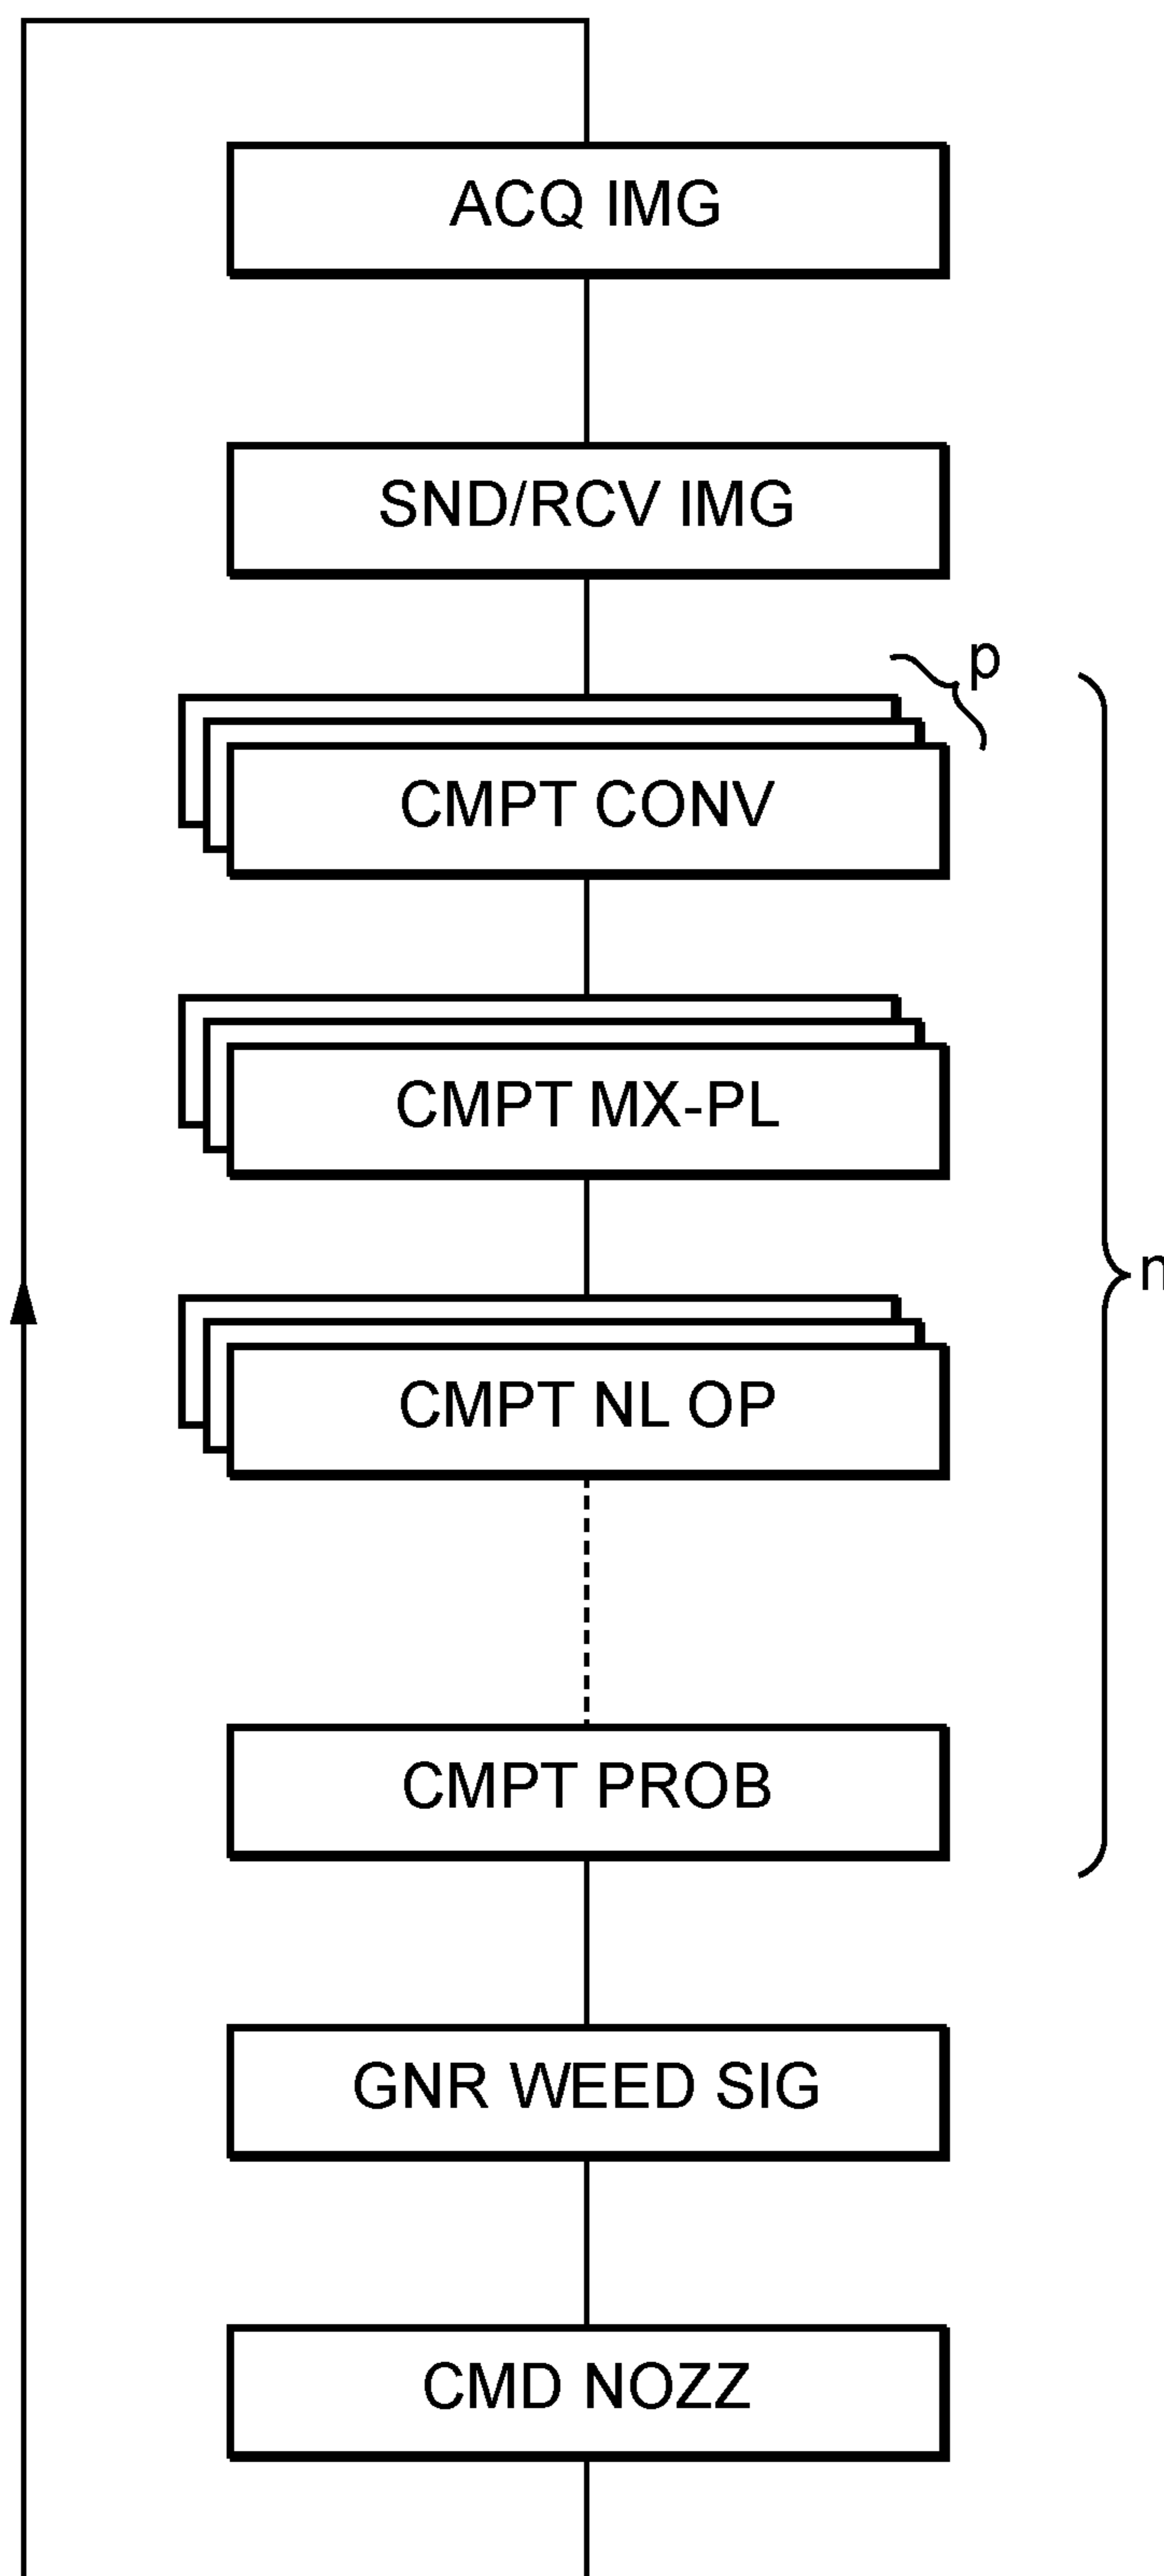 ACQ IMG
SND/RCV IMG
p
CMPT CONV
CMPT MX-PL
n
CMPT NL OP
CMPT PROB
GNR WEED SIG
CMD NOZZ